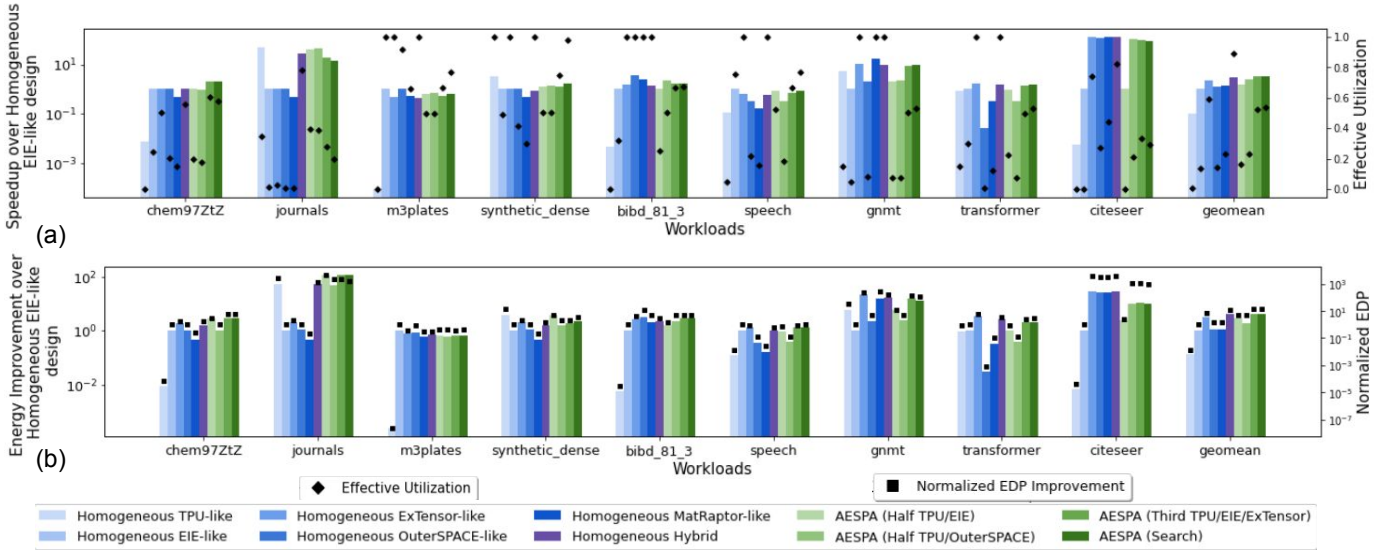 Speedup over Homogeneous
EIE-like design
10¹
10⁻¹
10⁻³
1.0
0.8
0.6
0.4
0.2
0.0
Effective Utilization
chem97ZtZ journals m3plates synthetic_dense bibd_81_3 speech gnmt transformer citeseer geomean
Workloads
(a)
Energy Improvement over
Homogeneous EIE-like
design
10²
10⁰
10⁻²
10³
10¹
10⁻¹
10⁻³
10⁻⁵
10⁻⁷
Normalized EDP
chem97ZtZ journals m3plates synthetic_dense bibd_81_3 speech gnmt transformer citeseer geomean
Workloads
(b)
Effective Utilization Normalized EDP Improvement
Homogeneous TPU-like Homogeneous ExTensor-like Homogeneous MatRaptor-like AESPA (Half TPU/EIE) AESPA (Third TPU/EIE/ExTensor)
Homogeneous EIE-like Homogeneous OuterSPACE-like Homogeneous Hybrid AESPA (Half TPU/OuterSPACE) AESPA (Search)